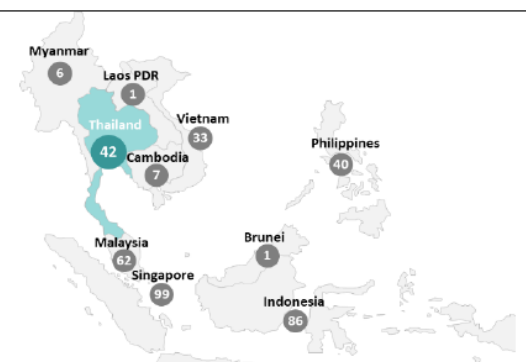 Myanmar
6
Laos PDR
1
Thailand
42
Vietnam
33
Cambodia
7
Philippines
40
Malaysia
62
Singapore
99
Brunei
1
Indonesia
86